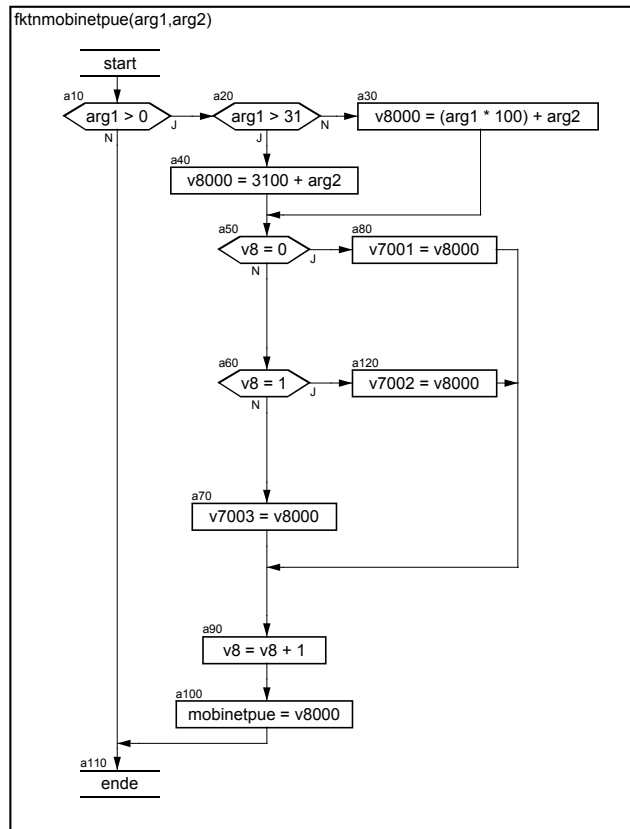 fktnmobinetpue(arg1,arg2)
start
a10
arg1 > 0
J
N
a20
arg1 > 31
N
J
a30
v8000 = (arg1 * 100) + arg2
a40
v8000 = 3100 + arg2
a50
v8 = 0
J
N
a80
v7001 = v8000
a60
v8 = 1
J
N
a120
v7002 = v8000
a70
v7003 = v8000
a90
v8 = v8 + 1
a100
mobinetpue = v8000
a110
ende